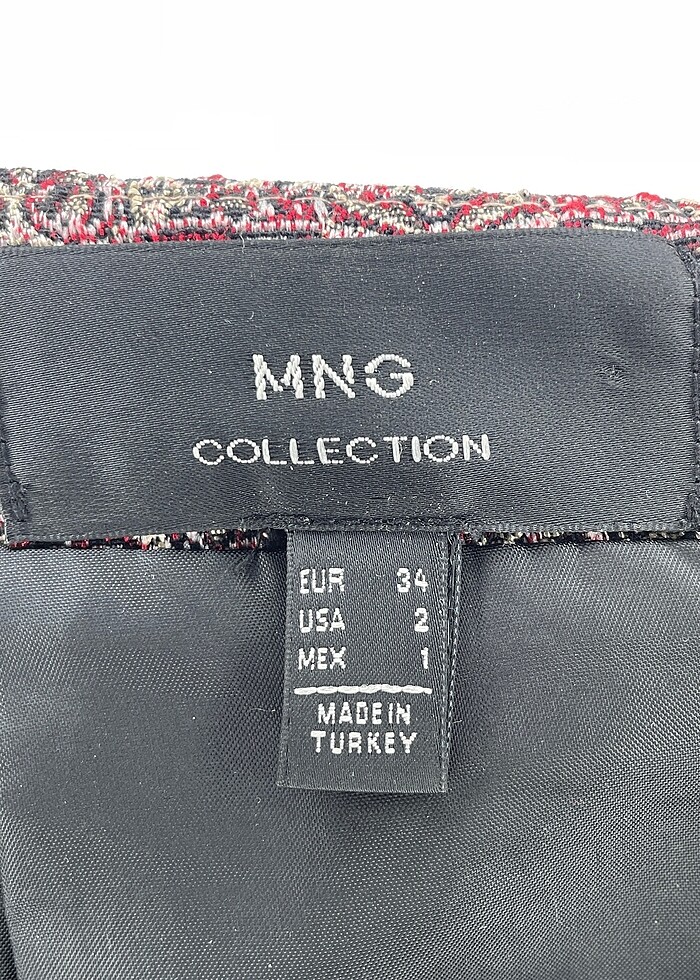 MNG
COLLECTION
EUR 34
USA 2
MEX 1
MADE IN
TURKEY